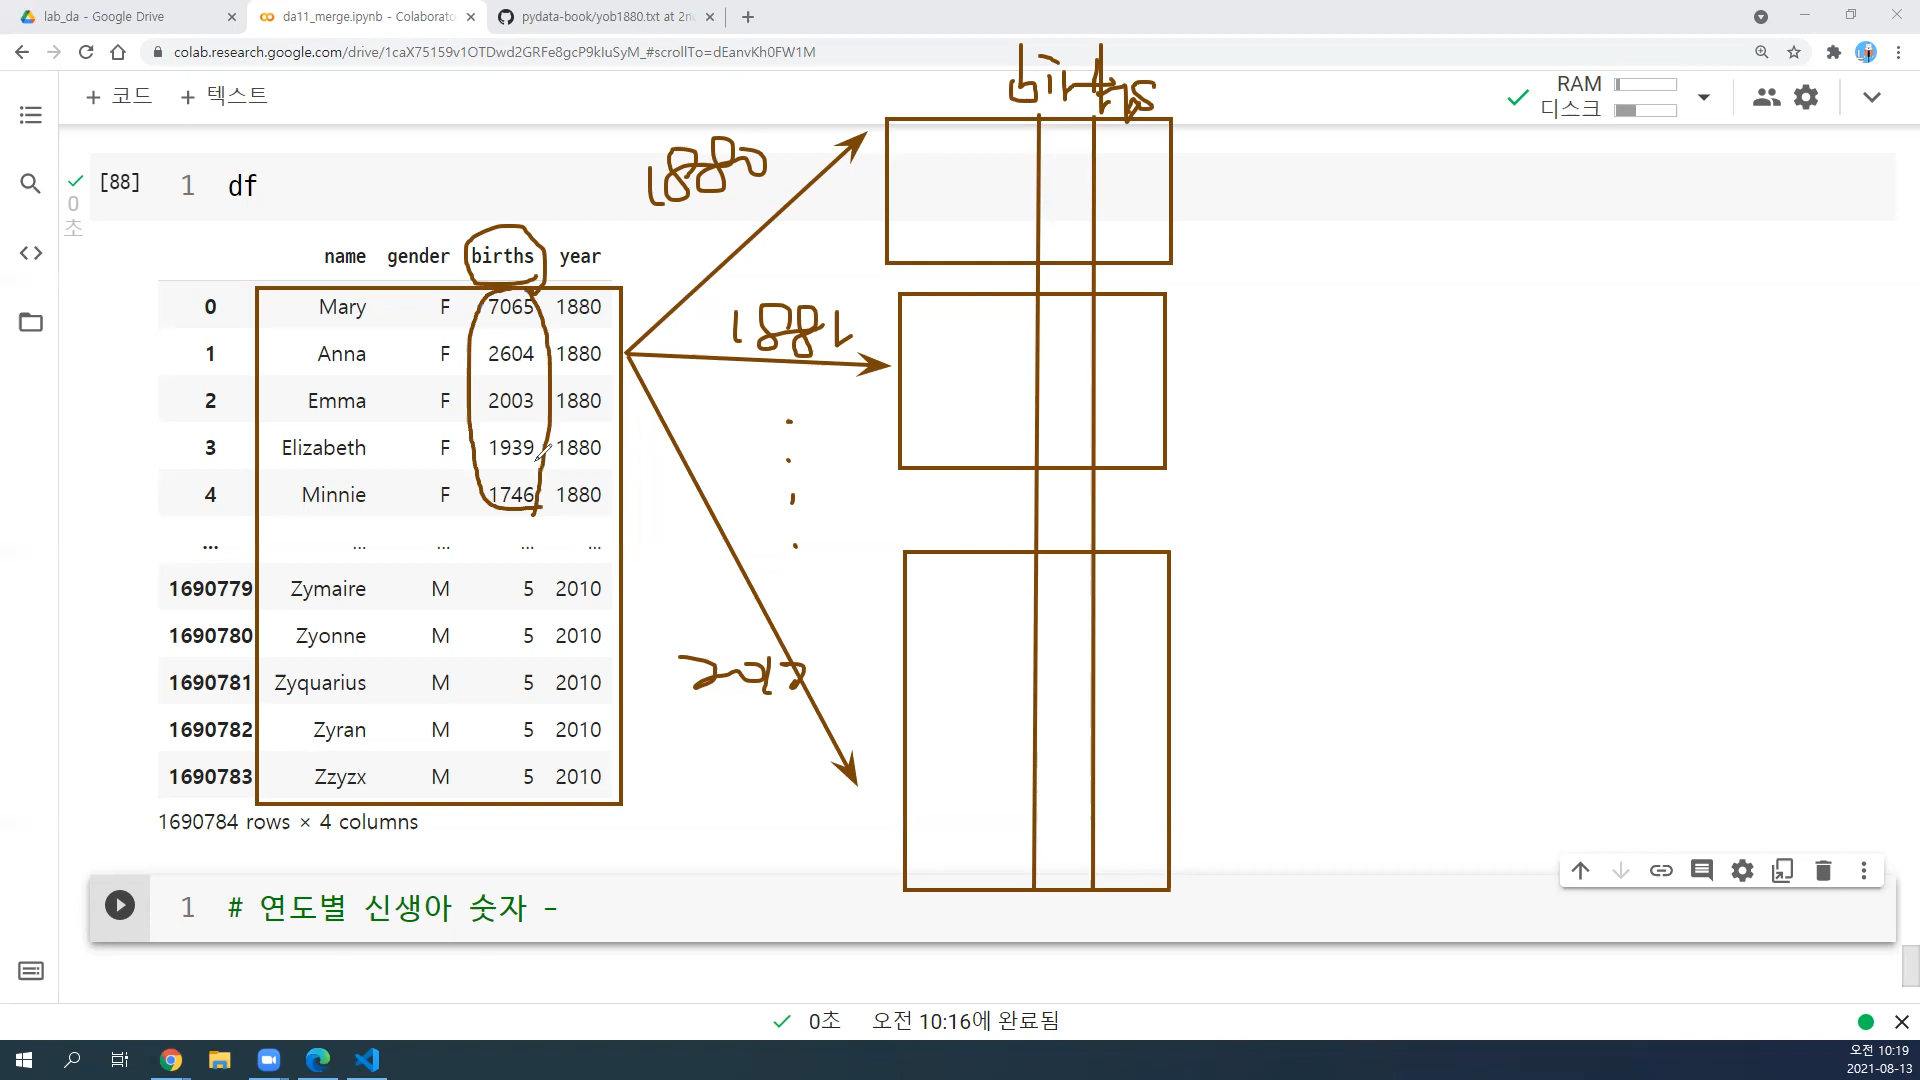 lab_da - Google Drive
da11_merge.ipynb - Colaborato
pydata-book/yob1880.txt at 2n
colab.research.google.com/drive/1caX75159v1OTDwd2GRFe8gcP9kIuSyM_#scrollTo=dEanvKh0FW1M
births
+ 코드 + 텍스트
RAM
디스크
1880
[88] 1 df
0
초
name gender births year
0 Mary F 7065 1880
1 Anna F 2604 1880
1881
2 Emma F 2003 1880
3 Elizabeth F 1939 1880
4 Minnie F 1746 1880
... ... ... ... ...
1690779 Zymaire M 5 2010
1690780 Zyonne M 5 2010
1690781 Zyquarius M 5 2010
1690782 Zyran M 5 2010
1690783 Zzyzx M 5 2010
1690784 rows × 4 columns
1 # 연도별 신생아 숫자 -
0초 오전 10:16에 완료됨
오전 10:19
2021-08-13